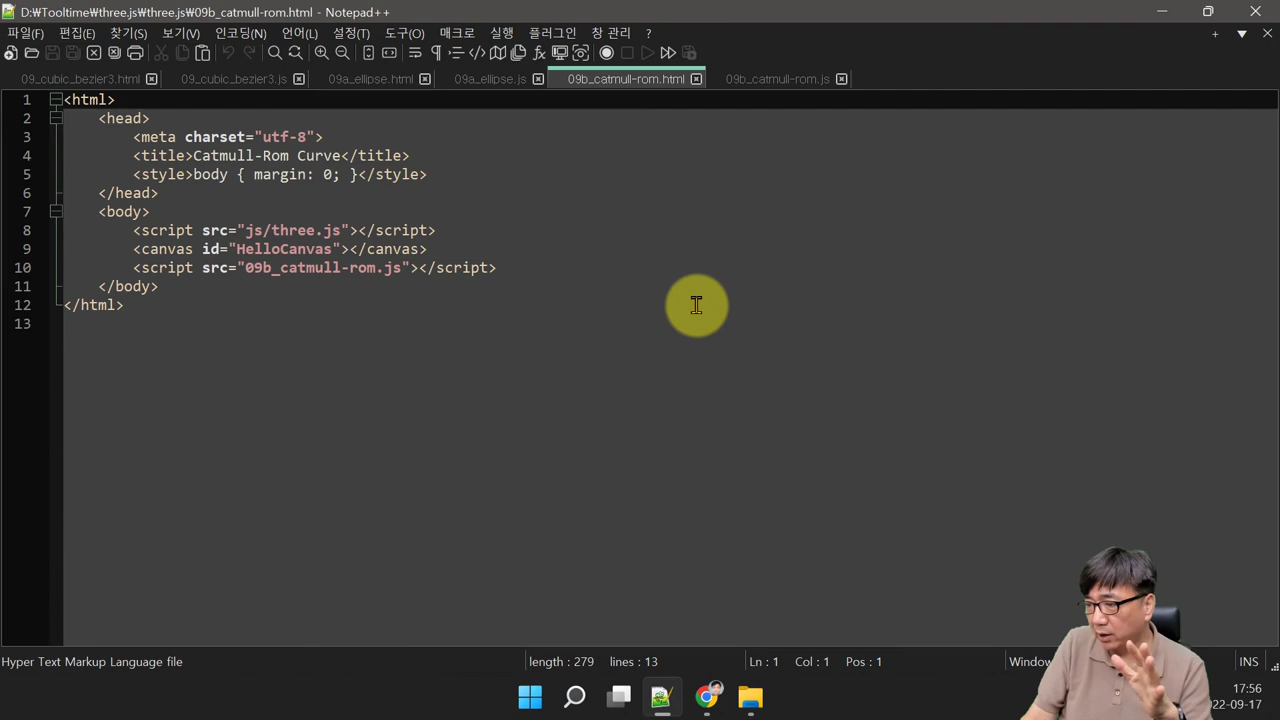 D:₩Tooltime₩three.js₩three.js₩09b_catmull-rom.html - Notepad++
파일(F) 편집(E) 찾기(S) 보기(V) 인코딩(N) 언어(L) 설정(T) 도구(O) 매크로 실행 플러그인 창 관리 ?
09_cubic_bezier3.html 09_cubic_bezier3.js 09a_ellipse.html 09a_ellipse.js 09b_catmull-rom.html 09b_catmull-rom.js
1 <html>
2 <head>
3 <meta charset="utf-8">
4 <title>Catmull-Rom Curve</title>
5 <style>body { margin: 0; }</style>
6 </head>
7 <body>
8 <script src="js/three.js"></script>
9 <canvas id="HelloCanvas"></canvas>
10 <script src="09b_catmull-rom.js"></script>
11 </body>
12 </html>
13
Hyper Text Markup Language file length : 279 lines : 13 Ln : 1 Col : 1 Pos : 1 Window INS
17:56
022-09-17